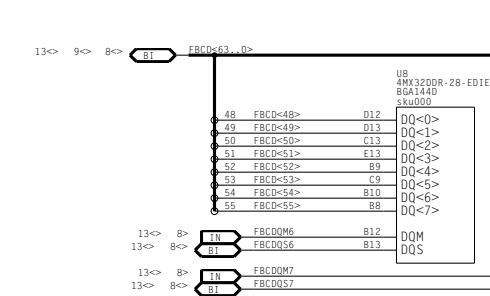 13<> 9<> 8<> BI FBCD<63..0>
U8
4MX32DDR-28-EDIE
BGA144D
sku000
48 FBCD<48> D12 DQ<0>
49 FBCD<49> D13 DQ<1>
50 FBCD<50> C13 DQ<2>
51 FBCD<51> E13 DQ<3>
52 FBCD<52> B9 DQ<4>
53 FBCD<53> C9 DQ<5>
54 FBCD<54> B10 DQ<6>
55 FBCD<55> B8 DQ<7>
13<> 8> IN FBCDQM6 B12 DQM
13<> 8<> BI FBCDQS6 B13 DQS
13<> 8> IN FBCDQM7
13<> 8<> BI FBCDQS7